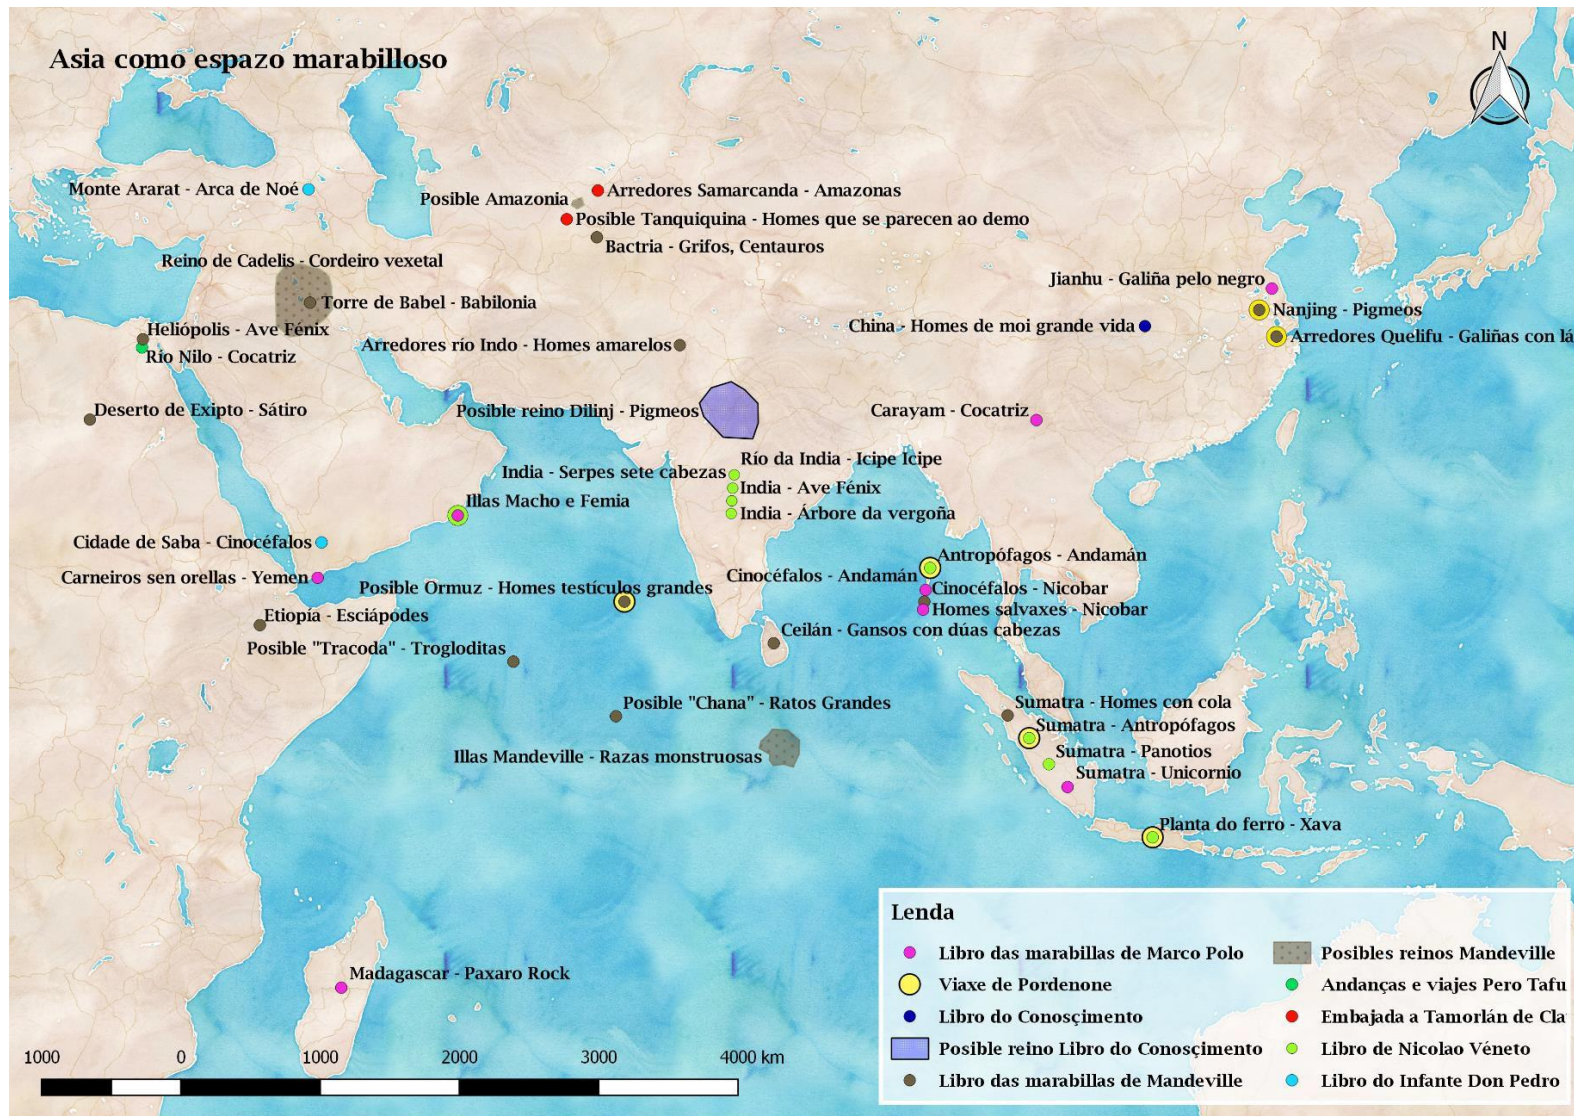 Asia como espazo marabilloso
N
Monte Ararat - Arca de Noé
Arredores Samarcanda - Amazonas
Posible Amazonia
Posible Tanquiquina - Homes que se parecen ao demo
Bactria - Grifos, Centauros
Reino de Cadelis - Cordeiro vexetal
Jianhu - Galiña pelo negro
Torre de Babel - Babilonia
Nanjing - Pigmeos
Heliópolis - Ave Fénix
China - Homes de moi grande vida
Arredores Quelifu - Galiñas con lá
Río Nilo - Cocatriz
Arredores río Indo - Homes amarelos
Deserto de Exipto - Sátiro
Posible reino Dilinj - Pigmeos
Carayam - Cocatriz
Río da India - Icipe Icipe
India - Serpes sete cabezas
India - Ave Fénix
Illas Macho e Femia
India - Árbore da vergoña
Cidade de Saba - Cinocéfalos
Antropófagos - Andamán
Carneiros sen orellas - Yemen
Cinocéfalos - Andamán
Posible Ormuz - Homes testículos grandes
Cinocéfalos - Nicobar
Etiopía - Esciápodes
Homes salvaxes - Nicobar
Ceilán - Gansos con dúas cabezas
Posible "Tracoda" - Trogloditas
Posible "Chana" - Ratos Grandes
Sumatra - Homes con cola
Sumatra - Antropófagos
Illas Mandeville - Razas monstruosas
Sumatra - Panotios
Sumatra - Unicornio
Planta do ferro - Xava
Madagascar - Paxaro Rock
Lenda
Libro das marabillas de Marco Polo
Viaxe de Pordenone
Libro do Conosçimento
Posible reino Libro do Conosçimento
Libro das marabillas de Mandeville
Posibles reinos Mandeville
Andanças e viajes Pero Tafu
Embajada a Tamorlán de Cla
Libro de Nicolao Véneto
Libro do Infante Don Pedro
1000 0 1000 2000 3000 4000 km